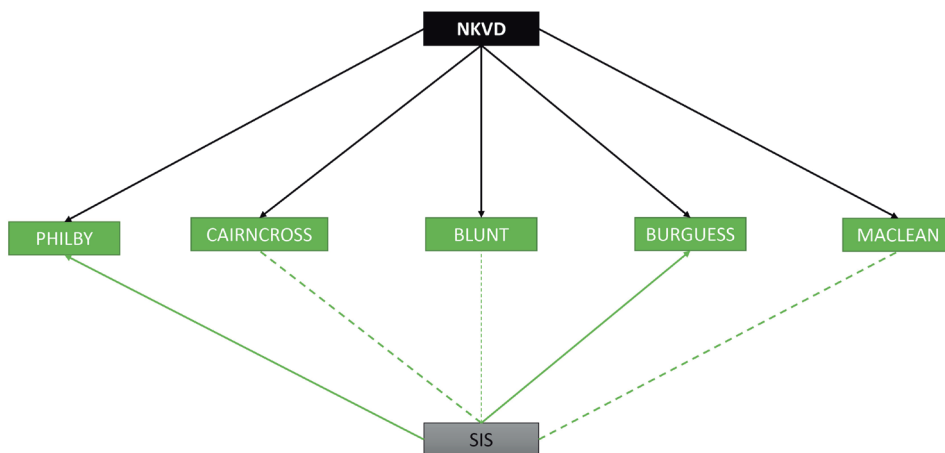 NKVD
PHILBY
CAIRNCROSS
BLUNT
BURGUESS
MACLEAN
SIS